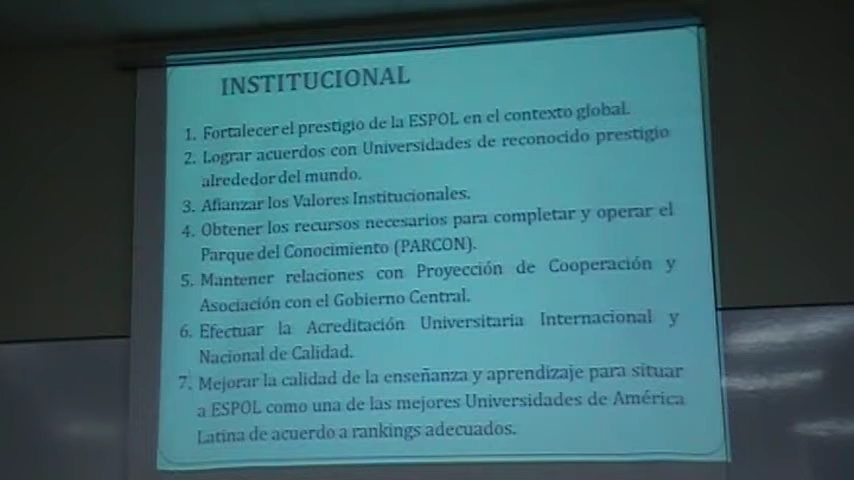 INSTITUCIONAL
1. Fortalecer el prestigio de la ESPOL en el contexto global.
2. Lograr acuerdos con Universidades de reconocido prestigio
alrededor del mundo.
3. Afianzar los Valores Institucionales.
4. Obtener los recursos necesarios para completar y operar el
Parque del Conocimiento (PARCON).
5. Mantener relaciones con Proyección de Cooperación y
Asociación con el Gobierno Central.
6. Efectuar la Acreditación Universitaria Internacional y
Nacional de Calidad.
7. Mejorar la calidad de la enseñanza y aprendizaje para situar
a ESPOL como una de las mejores Universidades de América
Latina de acuerdo a rankings adecuados.